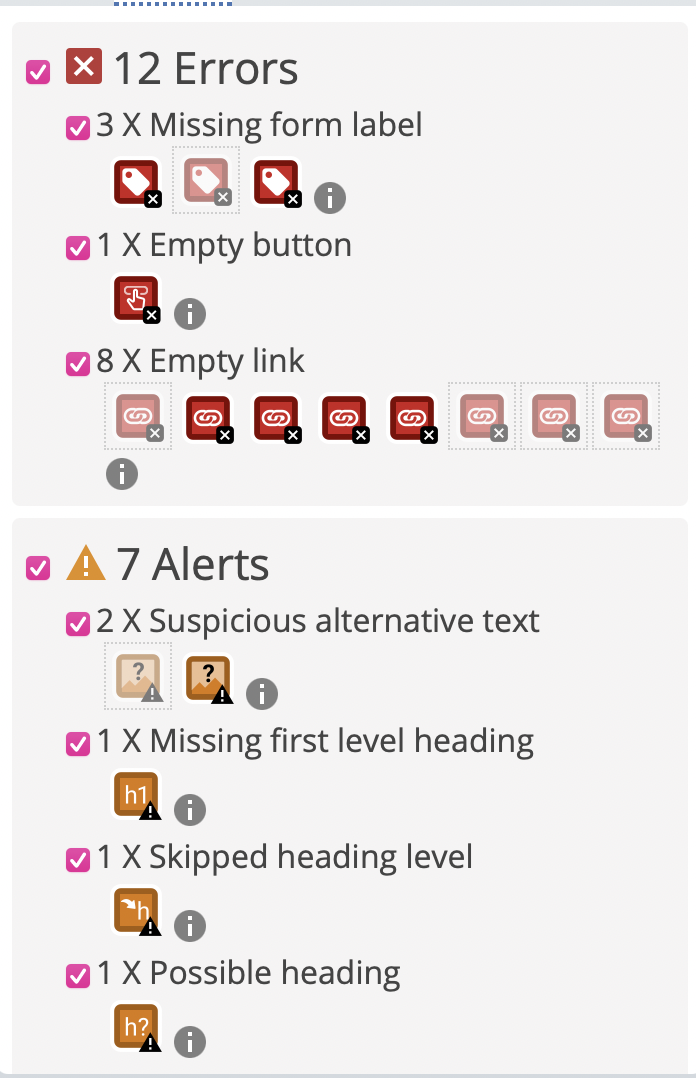 12 Errors
3 X Missing form label
1 X Empty button
8 X Empty link
7 Alerts
2 X Suspicious alternative text
? ?
1 X Missing first level heading
h1
1 X Skipped heading level
h
1 X Possible heading
h?